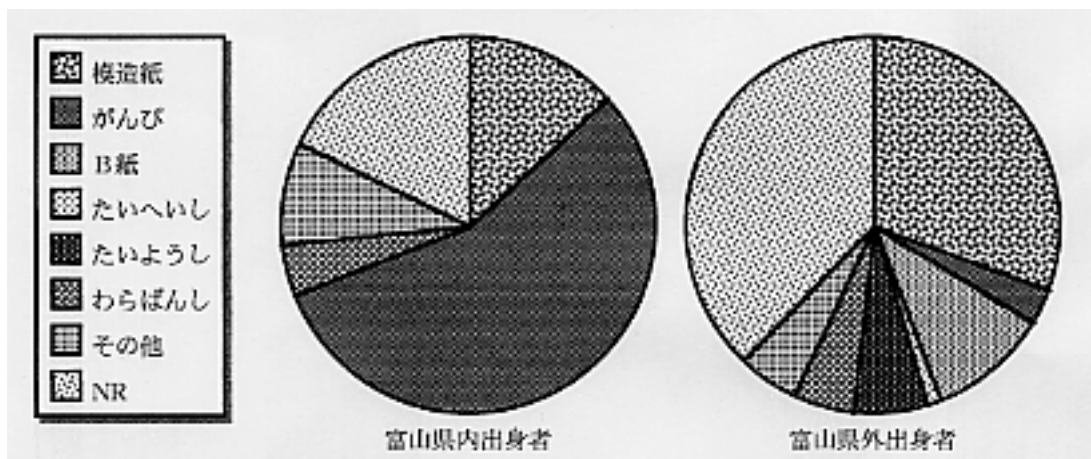 模造紙
がんぴ
B紙
たいへいし
たいようし
わらばんし
その他
NR
富山県内出身者
富山県外出身者